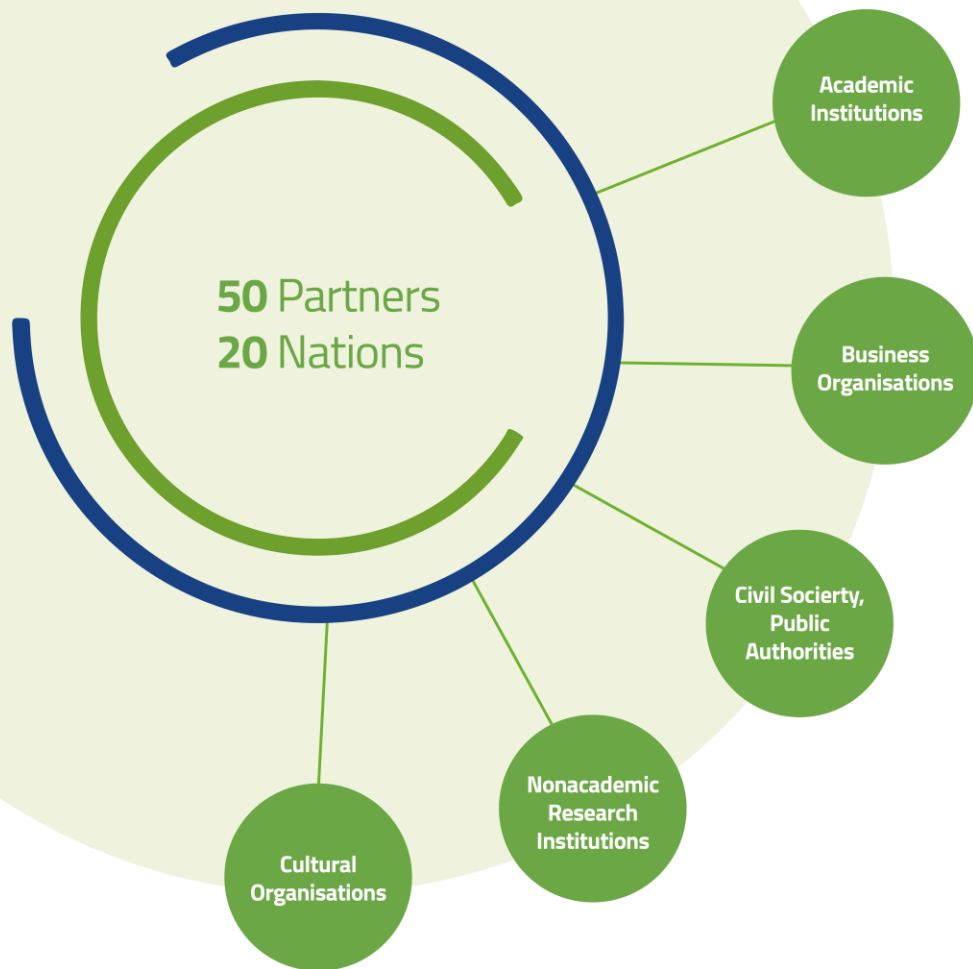 Academic
Institutions
50 Partners
20 Nations
Business
Organisations
Civil Socierty,
Public
Authorities
Nonacademic
Research
Institutions
Cultural
Organisations